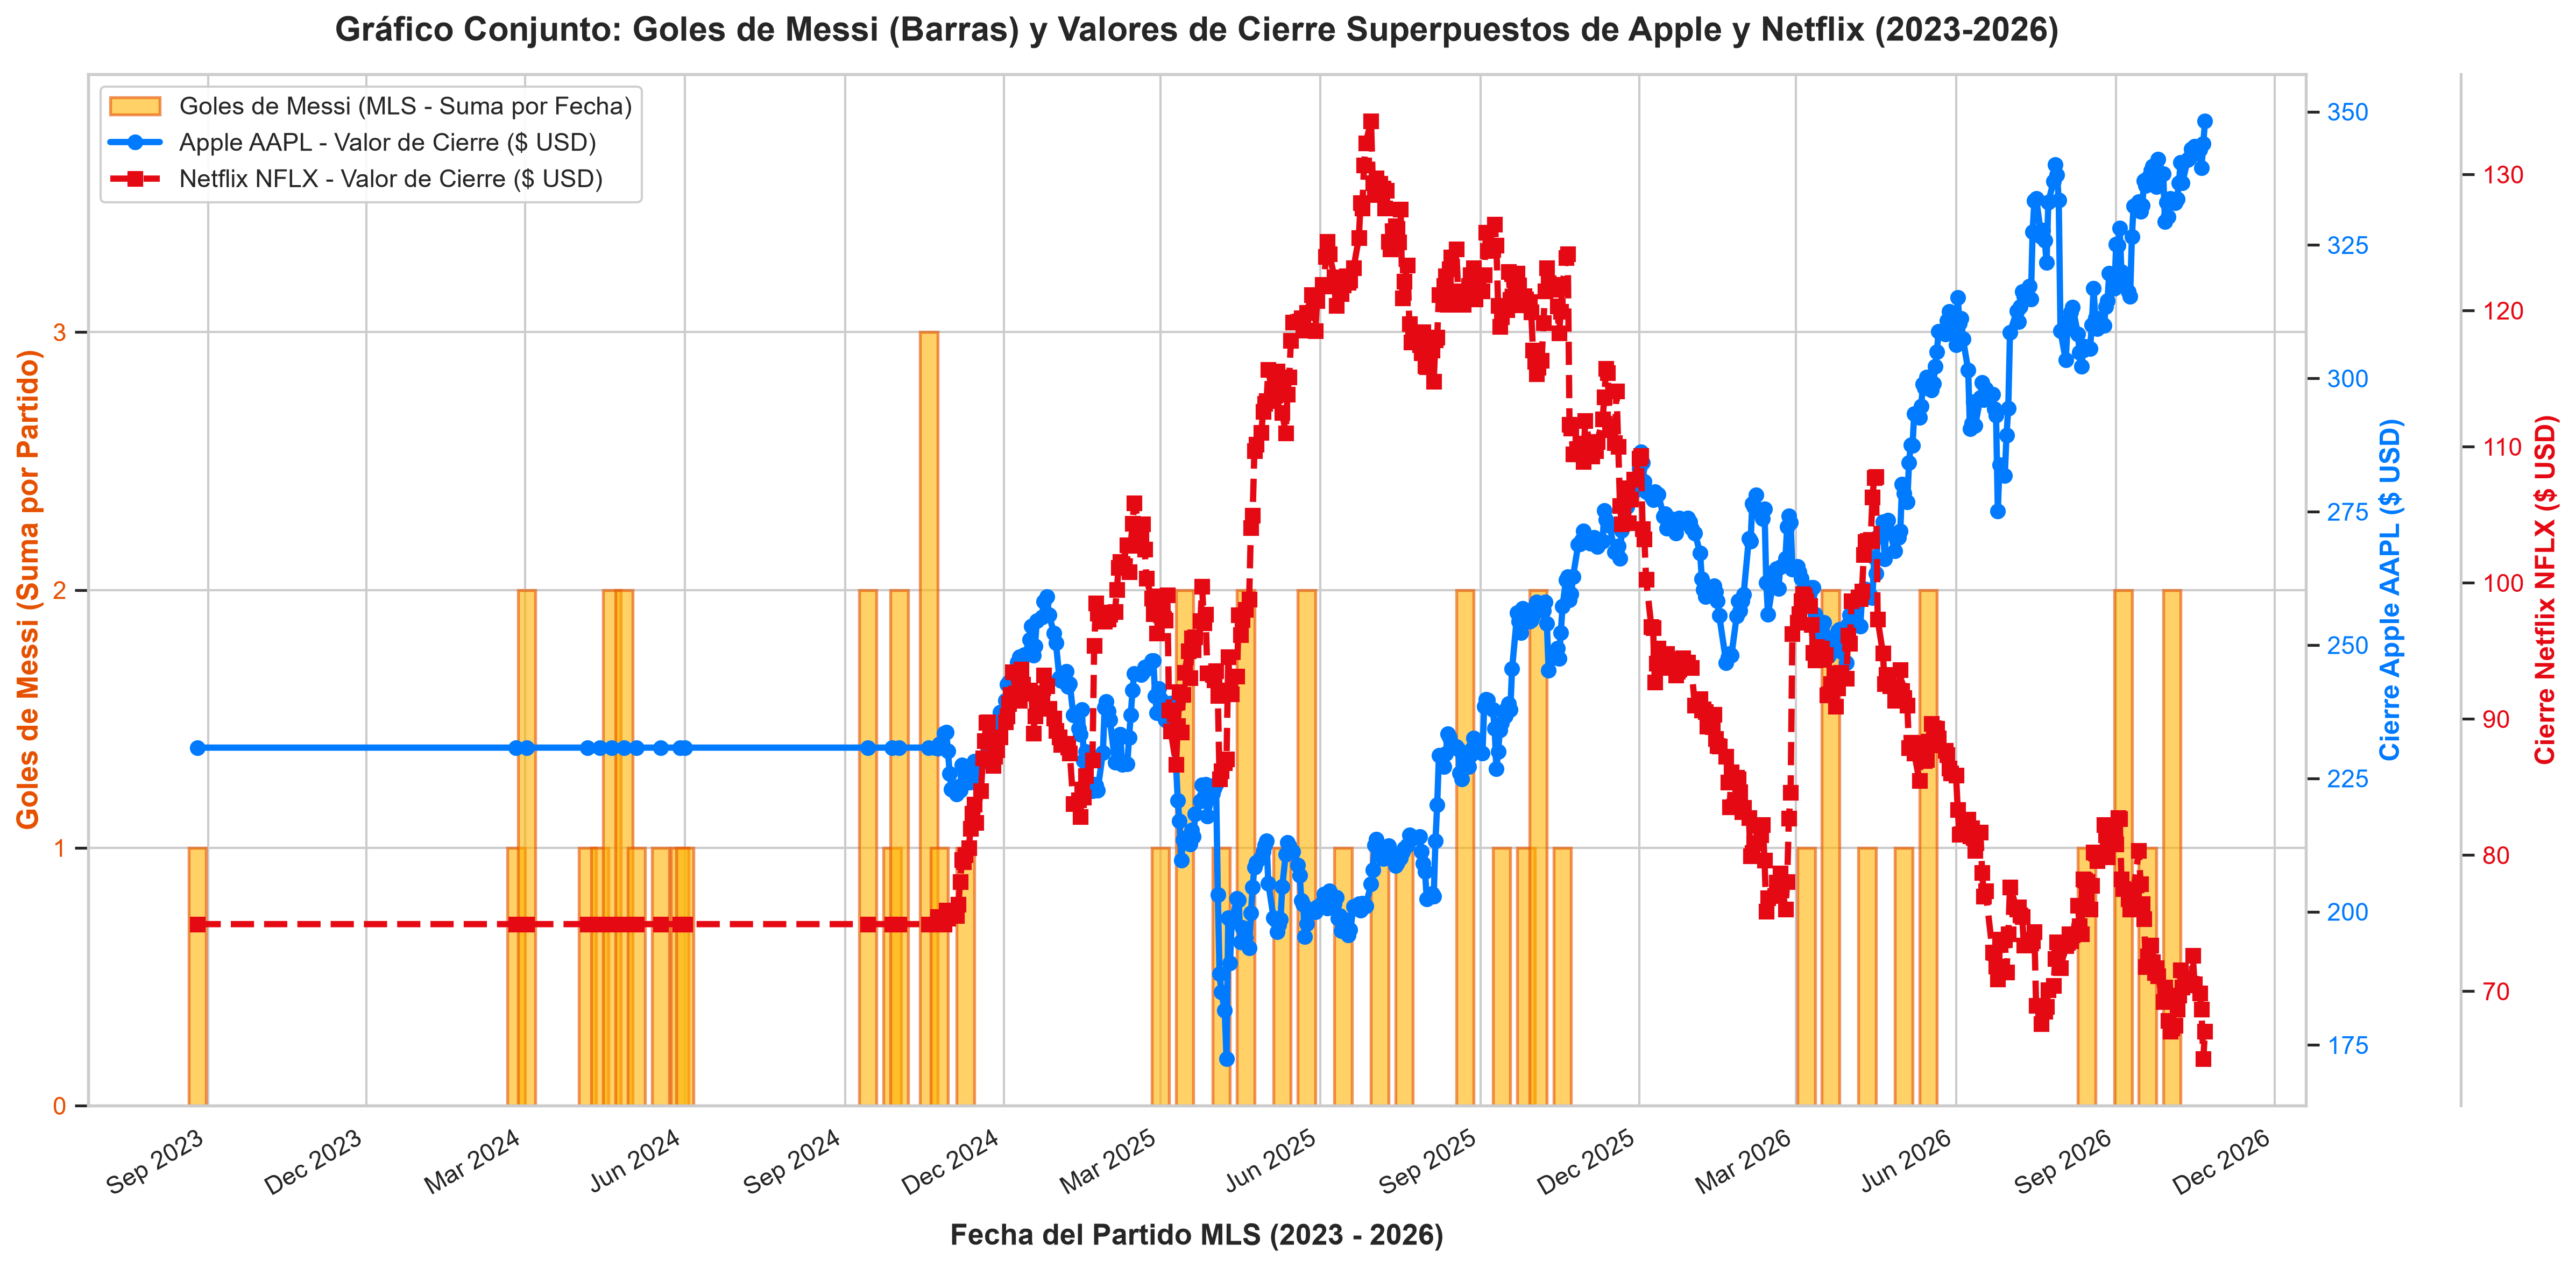 Gráfico Conjunto: Goles de Messi (Barras) y Valores de Cierre Superpuestos de Apple y Netflix (2023-2026)
Goles de Messi (MLS - Suma por Fecha)
Apple AAPL - Valor de Cierre ($ USD)
Netflix NFLX - Valor de Cierre ($ USD)
Goles de Messi (Suma por Partido)
3
2
1
0
350
325
300
275
250
225
200
175
Cierre Apple AAPL ($ USD)
130
120
110
100
90
80
70
Cierre Netflix NFLX ($ USD)
Sep 2023
Dec 2023
Mar 2024
Jun 2024
Sep 2024
Dec 2024
Mar 2025
Jun 2025
Sep 2025
Dec 2025
Mar 2026
Jun 2026
Sep 2026
Dec 2026
Fecha del Partido MLS (2023 - 2026)